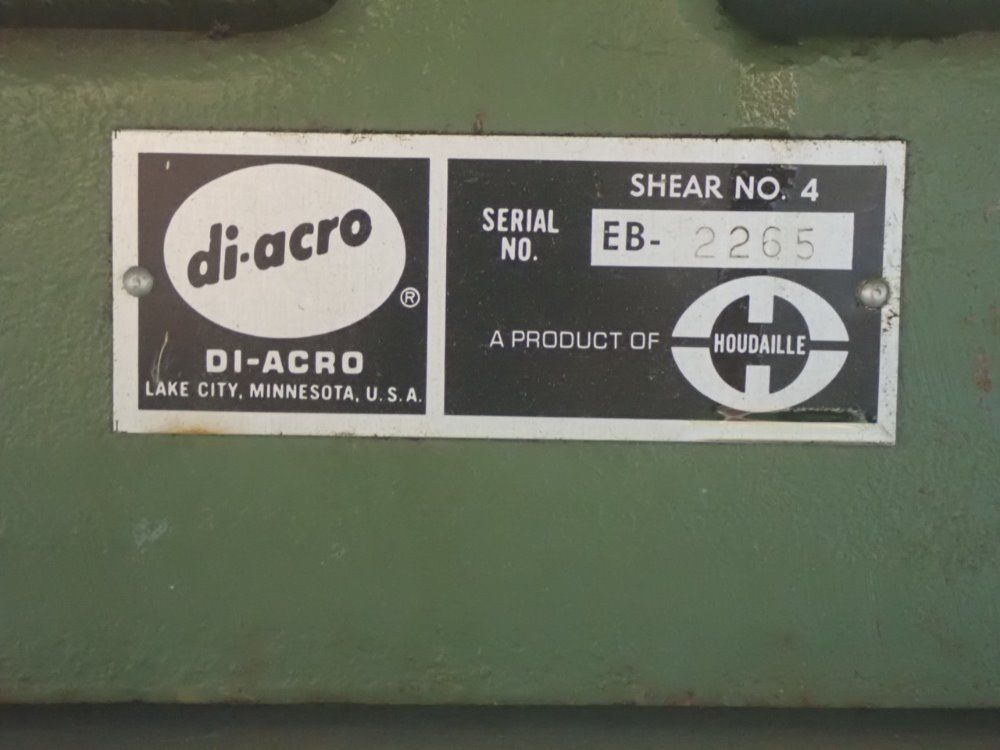 di-acro
®
DI-ACRO
LAKE CITY, MINNESOTA, U.S.A.
SHEAR NO. 4
SERIAL
NO.
EB- 2265
A PRODUCT OF
HOUDAILLE